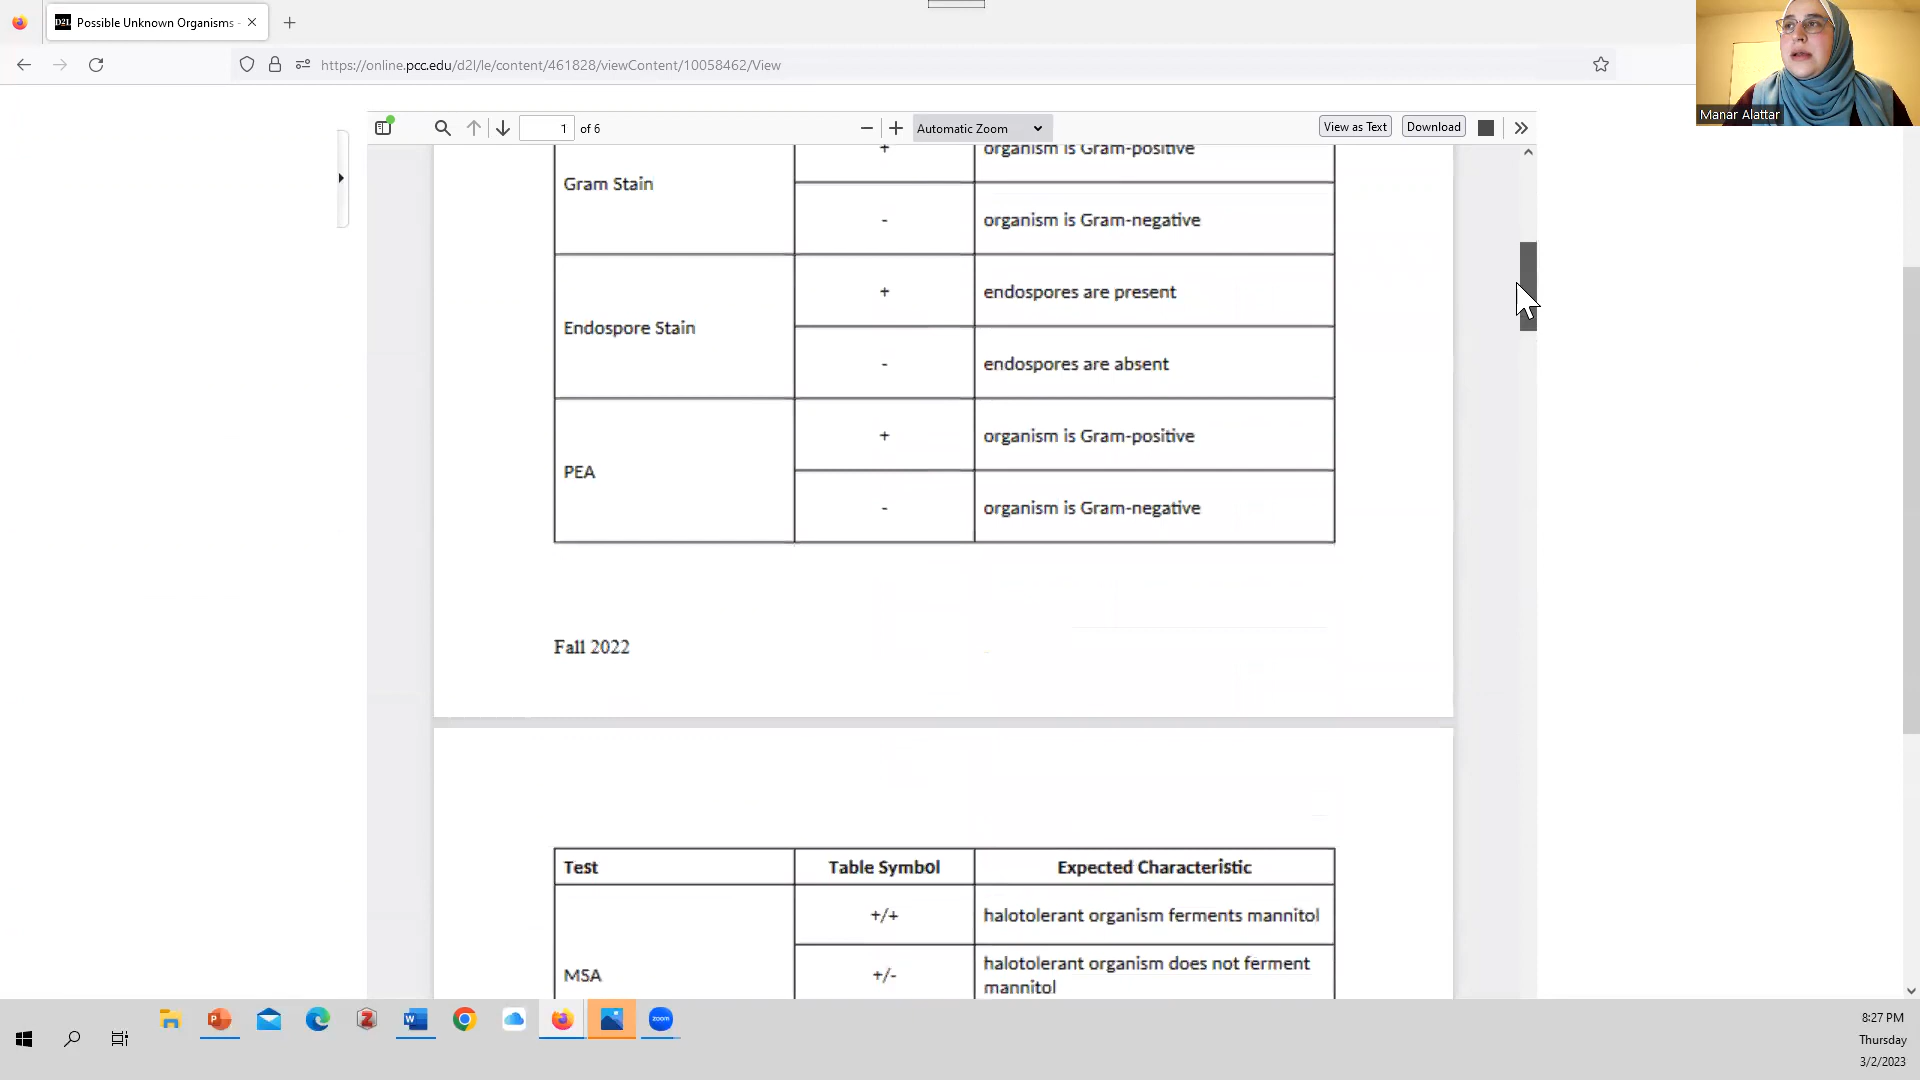 D2L Possible Unknown Organisms -
https://online.pcc.edu/d2l/le/content/461828/viewContent/10058462/View
Manar Alattar
1 of 6
Automatic Zoom
View as Text
Download
Gram Stain
+
organism is Gram-positive
-
organism is Gram-negative
Endospore Stain
+
endospores are present
-
endospores are absent
PEA
+
organism is Gram-positive
-
organism is Gram-negative
Fall 2022
Test
Table Symbol
Expected Characteristic
MSA
+/+
halotolerant organism ferments mannitol
+/-
halotolerant organism does not ferment
mannitol
zoom
8:27 PM
Thursday
3/2/2023